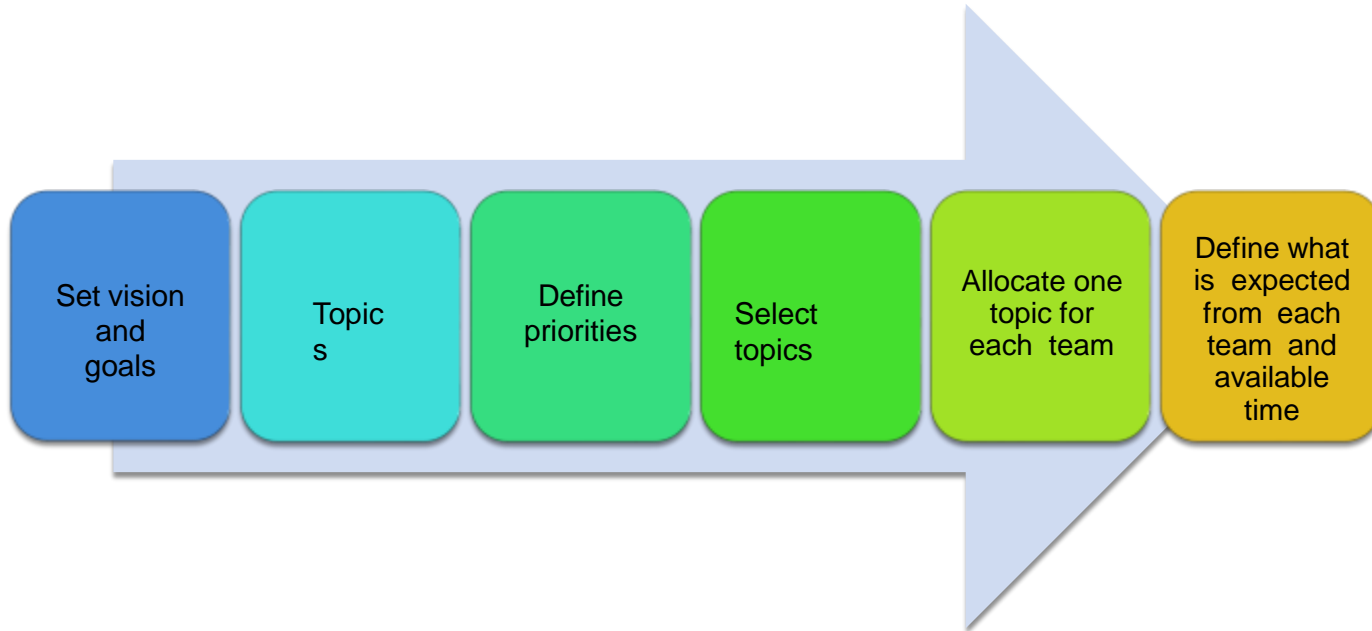 Set vision
and
goals
Topic
s
Define
priorities
Select
topics
Allocate one
topic for
each team
Define what
is expected
from each
team and
available
time